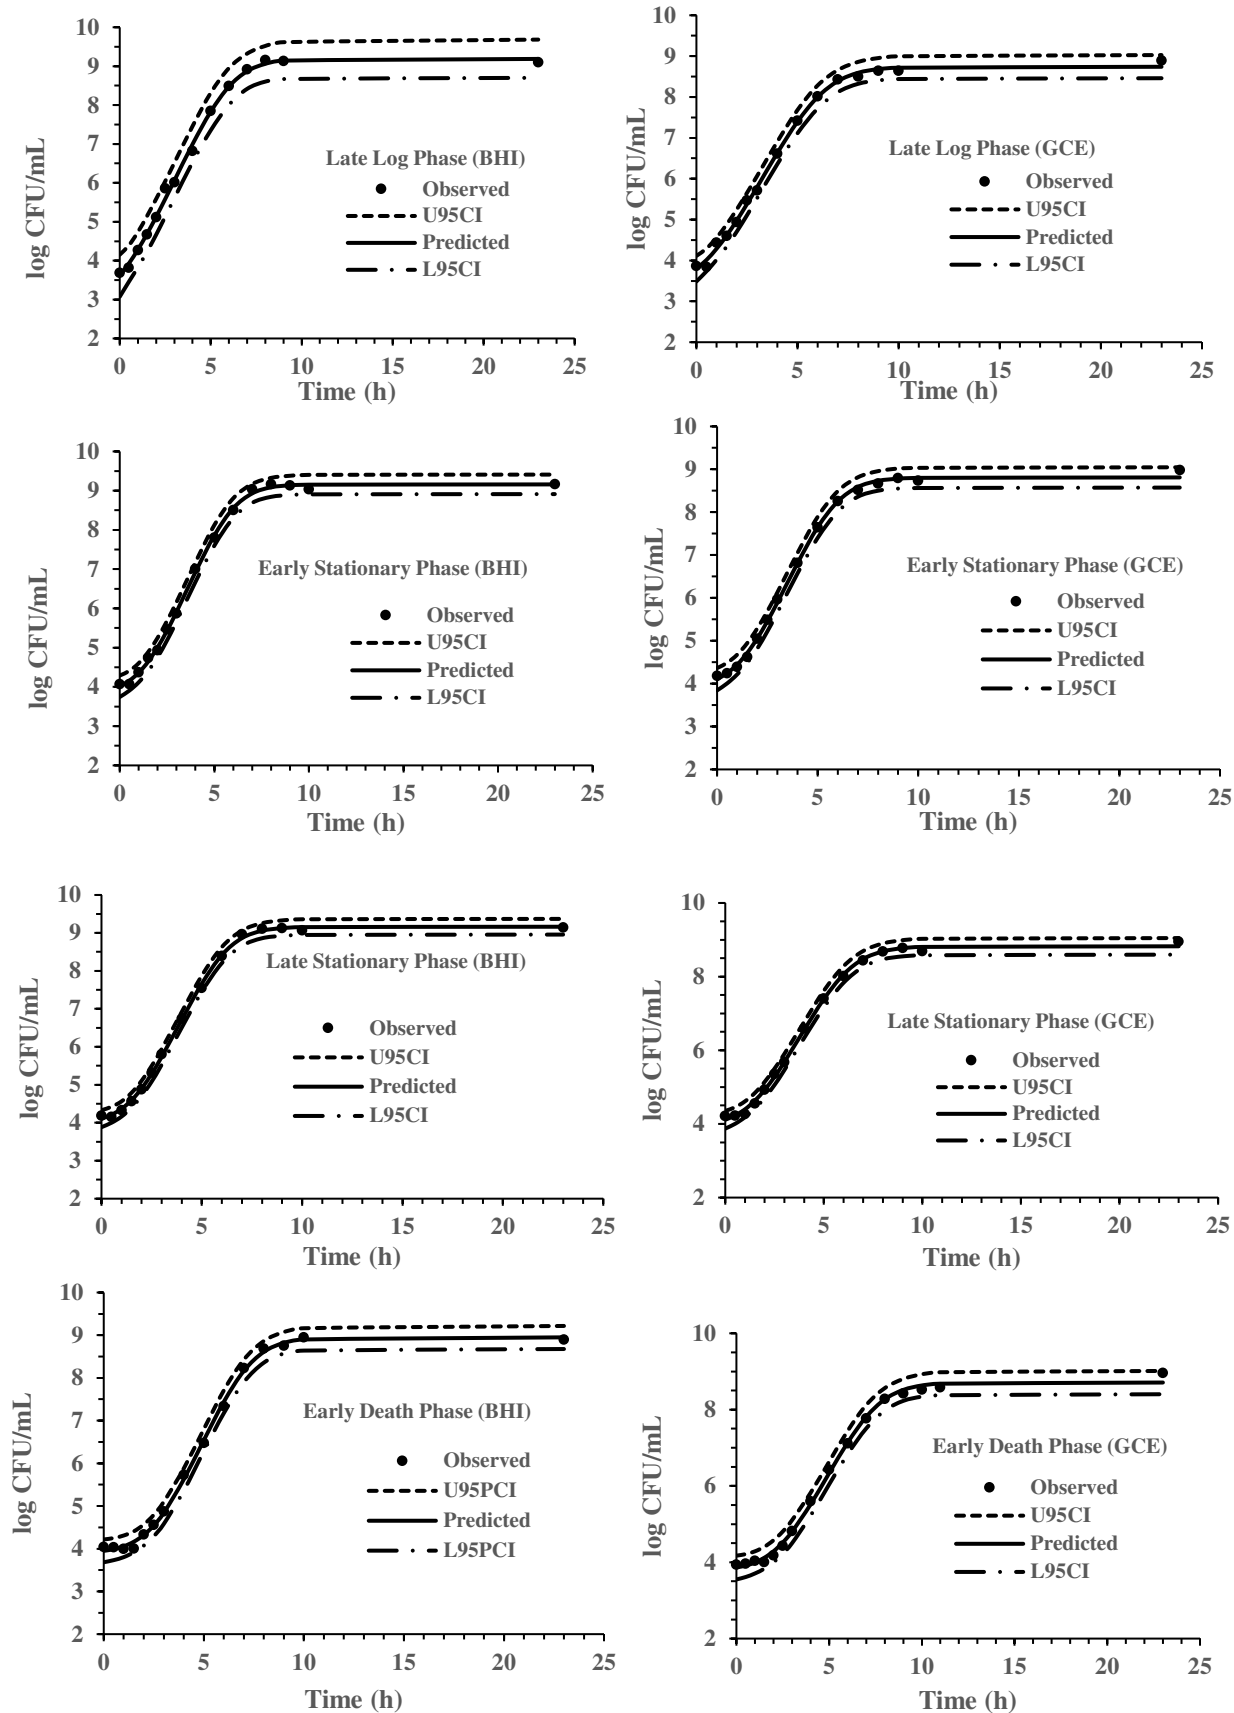 10
9
8
7
6
5
4
3
2
log CFU/mL
Late Log Phase (BHI)
Observed
U95CI
Predicted
L95CI
0 5 10 15 20 25
Time (h)
10
9
8
7
6
5
4
3
2
log CFU/mL
Late Log Phase (GCE)
Observed
U95CI
Predicted
L95CI
0 5 10 15 20 25
Time (h)
10
9
8
7
6
5
4
3
2
log CFU/mL
Early Stationary Phase (BHI)
Observed
U95CI
Predicted
L95CI
0 5 10 15 20 25
Time (h)
10
9
8
7
6
5
4
3
2
log CFU/mL
Early Stationary Phase (GCE)
Observed
U95CI
Predicted
L95CI
0 5 10 15 20 25
Time (h)
10
9
8
7
6
5
4
3
2
log CFU/mL
Late Stationary Phase (BHI)
Observed
U95CI
Predicted
L95CI
0 5 10 15 20 25
Time (h)
10
8
6
4
2
log CFU/mL
Late Stationary Phase (GCE)
Observed
U95CI
Predicted
L95CI
0 5 10 15 20 25
Time (h)
10
9
8
7
6
5
4
3
2
log CFU/mL
Early Death Phase (BHI)
Observed
U95PCI
Predicted
L95PCI
0 5 10 15 20 25
Time (h)
10
8
6
4
2
log CFU/mL
Early Death Phase (GCE)
Observed
U95CI
Predicted
L95CI
0 5 10 15 20 25
Time (h)